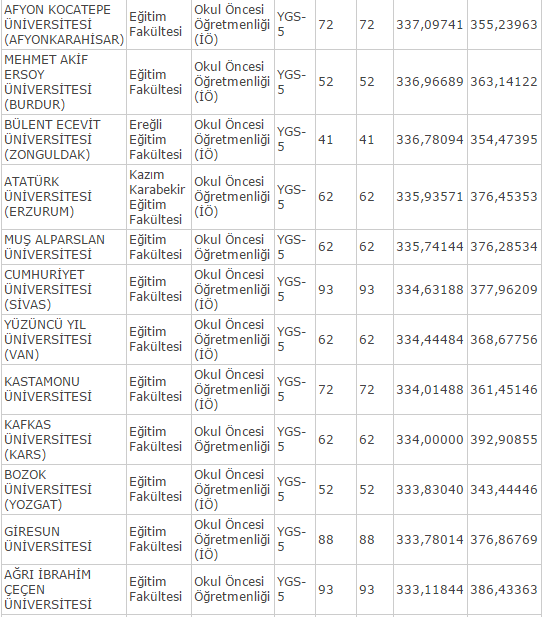 AFYON KOCATEPE ÜNİVERSİTESİ (AFYONKARAHİSAR) Eğitim Fakültesi Okul Öncesi Öğretmenliği (İÖ) YGS-5 72 72 337,09741 355,23963
MEHMET AKİF ERSOY ÜNİVERSİTESİ (BURDUR) Eğitim Fakültesi Okul Öncesi Öğretmenliği (İÖ) YGS-5 52 52 336,96689 363,14122
BÜLENT ECEVİT ÜNİVERSİTESİ (ZONGULDAK) Ereğli Eğitim Fakültesi Okul Öncesi Öğretmenliği (İÖ) YGS-5 41 41 336,78094 354,47395
ATATÜRK ÜNİVERSİTESİ (ERZURUM) Kazım Karabekir Eğitim Fakültesi Okul Öncesi Öğretmenliği (İÖ) YGS-5 62 62 335,93571 376,45353
MUŞ ALPARSLAN ÜNİVERSİTESİ Eğitim Fakültesi Okul Öncesi Öğretmenliği YGS-5 62 62 335,74144 376,28534
CUMHURİYET ÜNİVERSİTESİ (SİVAS) Eğitim Fakültesi Okul Öncesi Öğretmenliği (İÖ) YGS-5 93 93 334,63188 377,96209
YÜZÜNCÜ YIL ÜNİVERSİTESİ (VAN) Eğitim Fakültesi Okul Öncesi Öğretmenliği YGS-5 62 62 334,44484 368,67756
KASTAMONU ÜNİVERSİTESİ Eğitim Fakültesi Okul Öncesi Öğretmenliği (İÖ) YGS-5 72 72 334,01488 361,45146
KAFKAS ÜNİVERSİTESİ (KARS) Eğitim Fakültesi Okul Öncesi Öğretmenliği YGS-5 62 62 334,00000 392,90855
BOZOK ÜNİVERSİTESİ (YOZGAT) Eğitim Fakültesi Okul Öncesi Öğretmenliği YGS-5 52 52 333,83040 343,44446
GİRESUN ÜNİVERSİTESİ Eğitim Fakültesi Okul Öncesi Öğretmenliği (İÖ) YGS-5 88 88 333,78014 376,86769
AĞRI İBRAHİM ÇEÇEN ÜNİVERSİTESİ Eğitim Fakültesi Okul Öncesi Öğretmenliği YGS-5 93 93 333,11844 386,43363